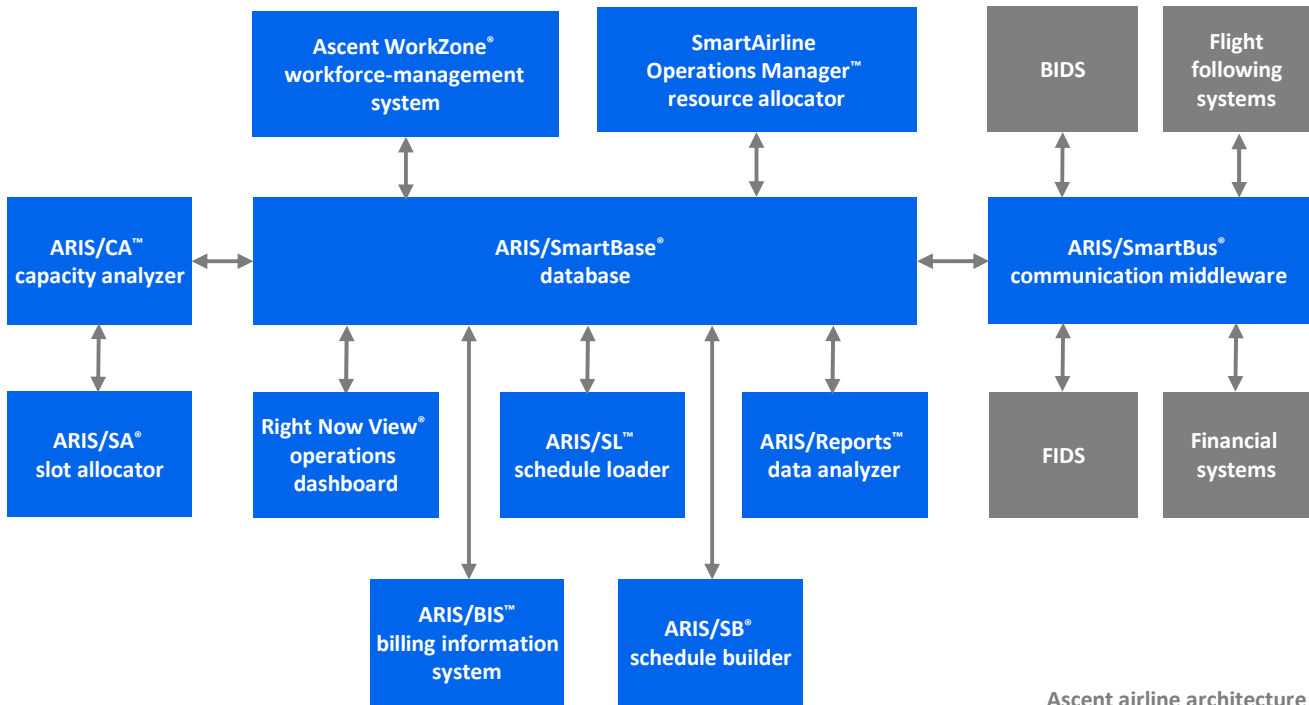 Ascent WorkZone®
workforce-management
system
SmartAirline
Operations Manager™
resource allocator
BIDS
Flight
following
systems
ARIS/CA™
capacity analyzer
ARIS/SmartBase®
database
ARIS/SmartBus®
communication middleware
ARIS/SA®
slot allocator
Right Now View®
operations
dashboard
ARIS/SL™
schedule loader
ARIS/Reports™
data analyzer
FIDS
Financial
systems
ARIS/BIS™
billing information
system
ARIS/SB®
schedule builder
Ascent airline architecture